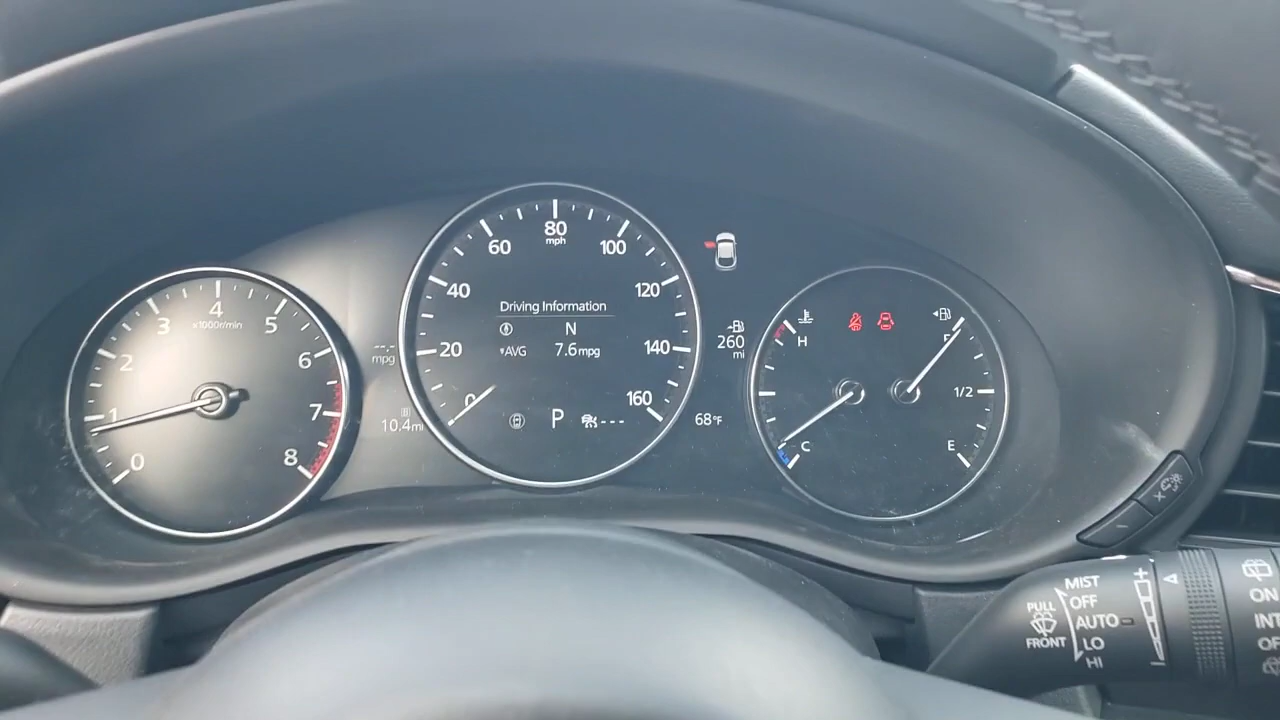 0
1
2
3
4
5
6
7
8
x1000r/min
--.- mpg
B
10.4mi
0
20
40
60
80
mph
100
120
140
160
Driving Information
N
AVG 7.6mpg
P
---
260
mi
68°F
H
C
F
1/2
E
MIST
OFF
AUTO
LO
HI
PULL
FRONT
+
ON
INT
OF